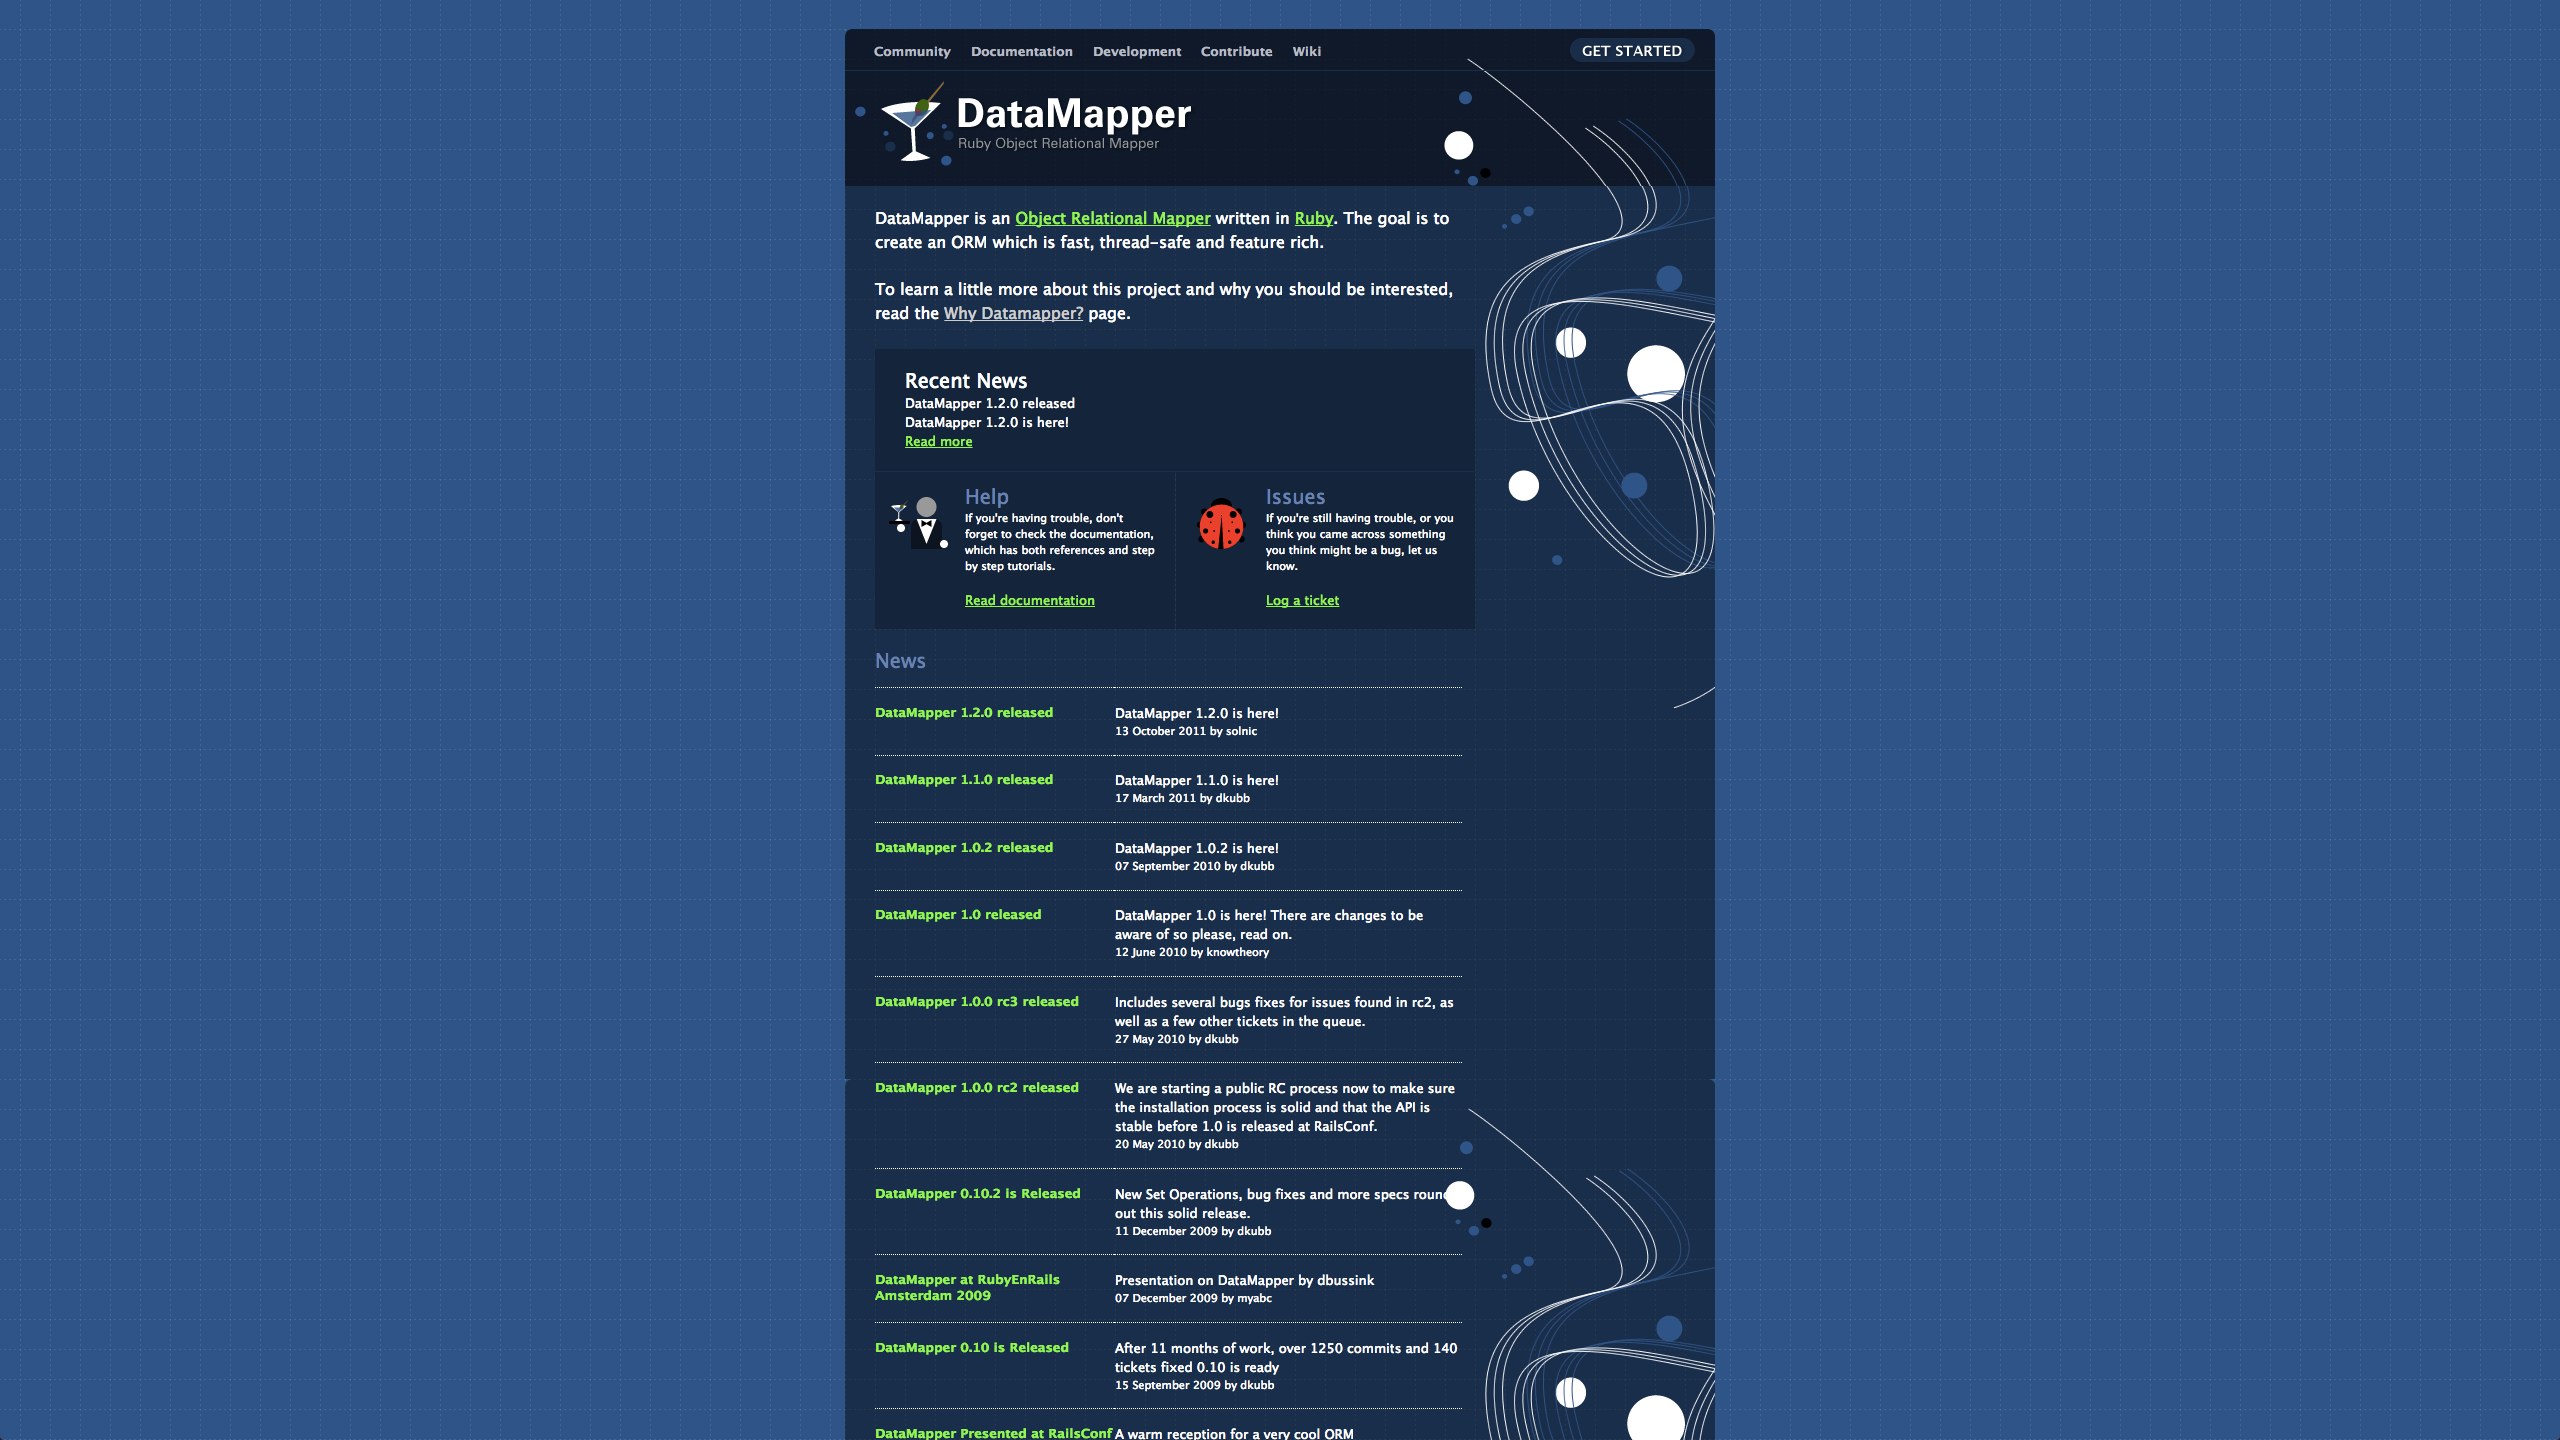 Community Documentation Development Contribute Wiki GET STARTED
DataMapper
Ruby Object Relational Mapper
DataMapper is an Object Relational Mapper written in Ruby. The goal is to
create an ORM which is fast, thread-safe and feature rich.
To learn a little more about this project and why you should be interested,
read the Why Datamapper? page.
Recent News
DataMapper 1.2.0 released
DataMapper 1.2.0 is here!
Read more
Help
If you're having trouble, don't
forget to check the documentation,
which has both references and step
by step tutorials.
Read documentation
Issues
If you're still having trouble, or you
think you came across something
you think might be a bug, let us
know.
Log a ticket
News
DataMapper 1.2.0 released
DataMapper 1.2.0 is here!
13 October 2011 by solnic
DataMapper 1.1.0 released
DataMapper 1.1.0 is here!
17 March 2011 by dkubb
DataMapper 1.0.2 released
DataMapper 1.0.2 is here!
07 September 2010 by dkubb
DataMapper 1.0 released
DataMapper 1.0 is here! There are changes to be
aware of so please, read on.
12 June 2010 by knowtheory
DataMapper 1.0.0 rc3 released
Includes several bugs fixes for issues found in rc2, as
well as a few other tickets in the queue.
27 May 2010 by dkubb
DataMapper 1.0.0 rc2 released
We are starting a public RC process now to make sure
the installation process is solid and that the API is
stable before 1.0 is released at RailsConf.
20 May 2010 by dkubb
DataMapper 0.10.2 is Released
New Set Operations, bug fixes and more specs round
out this solid release.
11 December 2009 by dkubb
DataMapper at RubyEnRails
Amsterdam 2009
Presentation on DataMapper by dbussink
07 December 2009 by myabc
DataMapper 0.10 is Released
After 11 months of work, over 1250 commits and 140
tickets fixed 0.10 is ready
15 September 2009 by dkubb
DataMapper Presented at RailsConf
A warm reception for a very cool ORM